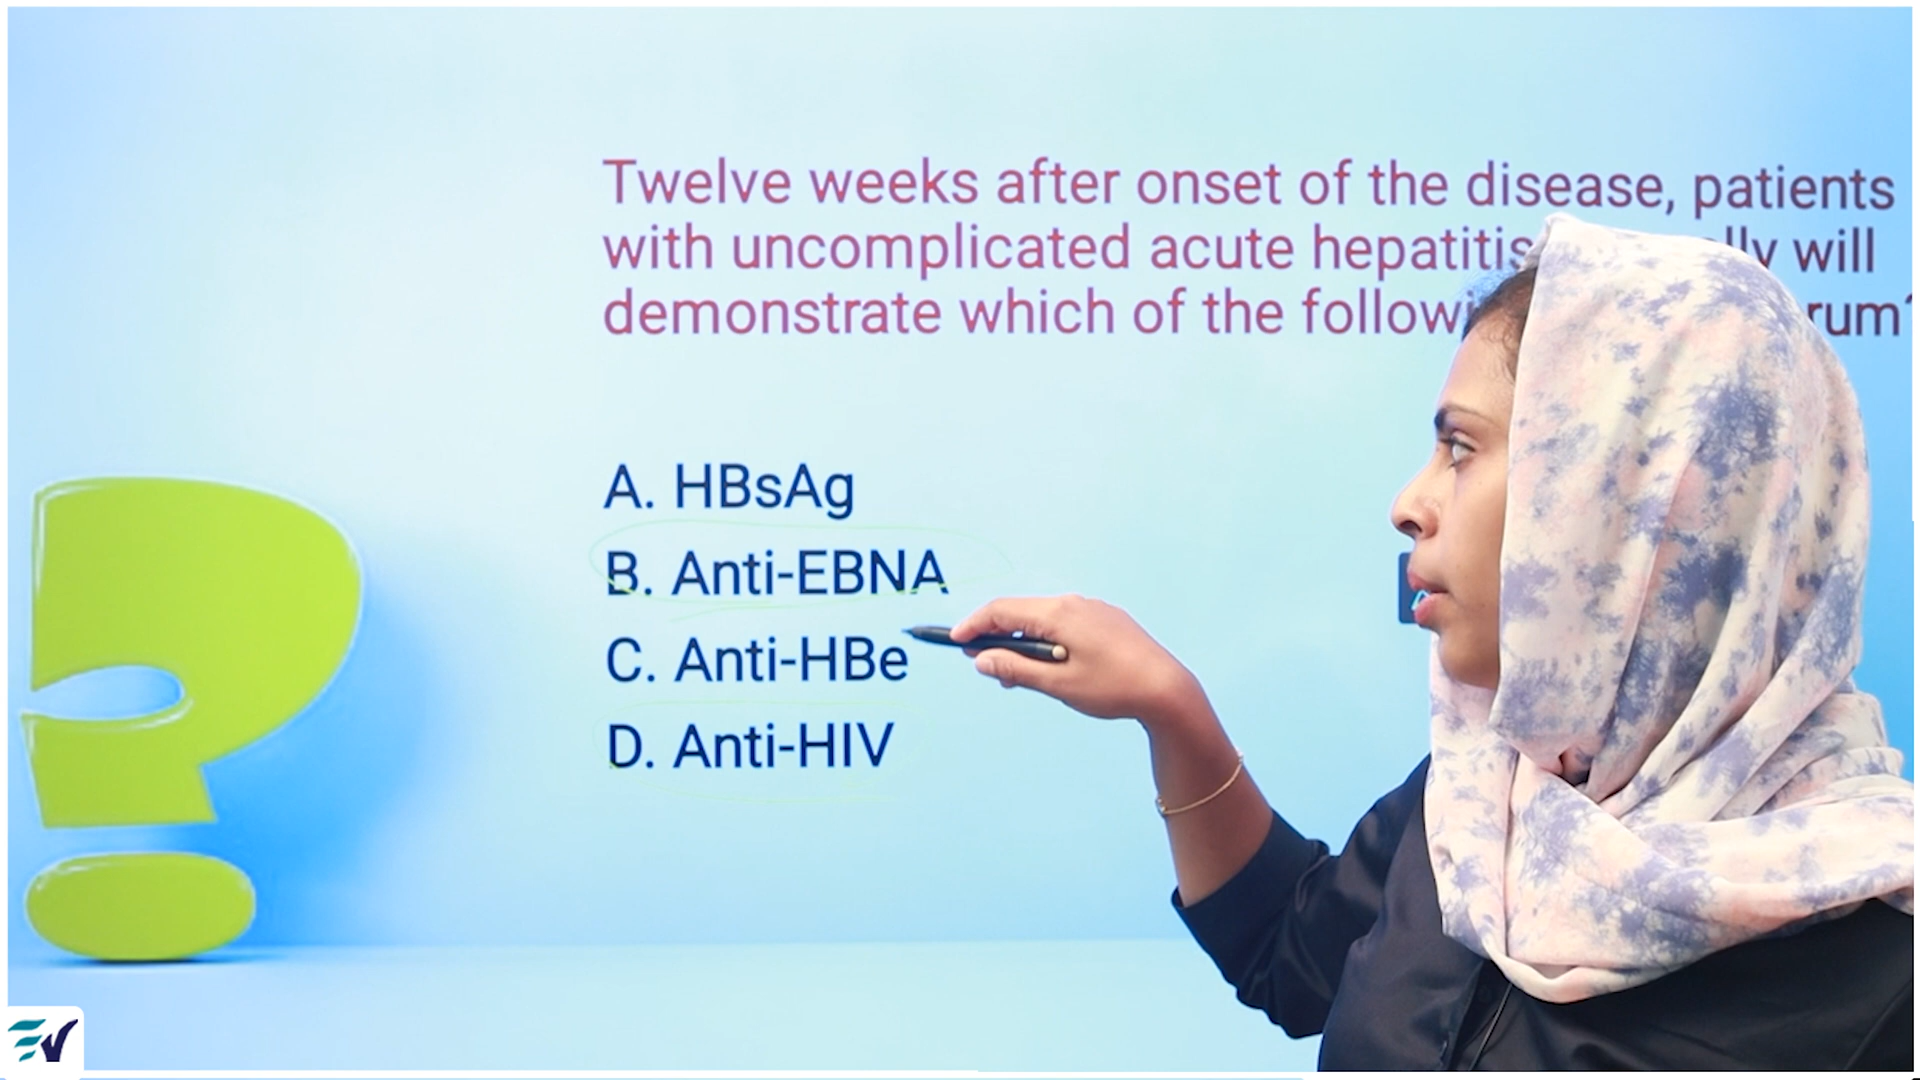 Twelve weeks after onset of the disease, patients
with uncomplicated acute hepatitis will
demonstrate which of the
A. HBsAg
B. Anti-EBNA
C. Anti-HBe
D. Anti-HIV